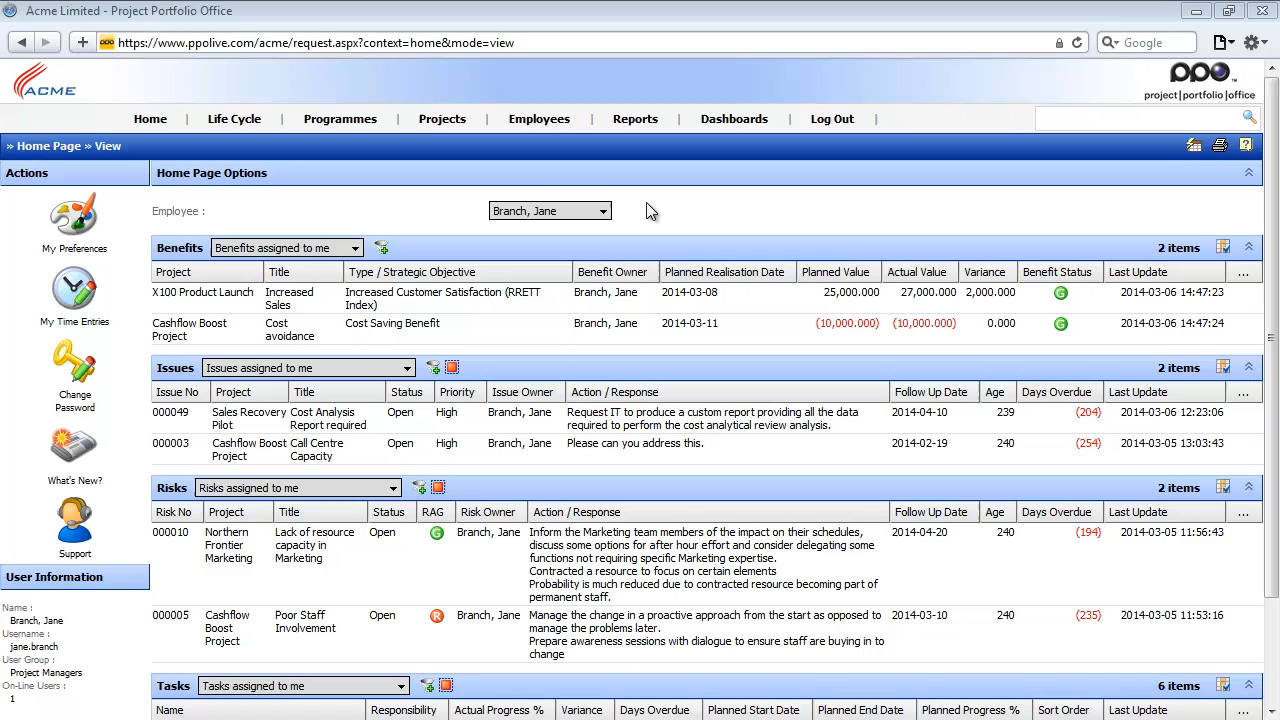 Acme Limited - Project Portfolio Office
https://www.ppolive.com/acme/request.aspx?context=home&mode=view
Google
ACME
ppo™
project|portfolio|office
Home | Life Cycle | Programmes | Projects | Employees | Reports | Dashboards | Log Out |
» Home Page » View
Actions
Home Page Options
My Preferences
My Time Entries
Change
Password
What's New?
Support
User Information
Name :
Branch, Jane
Username :
jane.branch
User Group :
Project Managers
On-Line Users :
1
Employee : Branch, Jane
Benefits Benefits assigned to me 2 items
Project Title Type / Strategic Objective Benefit Owner Planned Realisation Date Planned Value Actual Value Variance Benefit Status Last Update ...
X100 Product Launch Increased Increased Customer Satisfaction (RRETT Branch, Jane 2014-03-08 25,000.000 27,000.000 2,000.000 G 2014-03-06 14:47:23
Sales Index)
Cashflow Boost Cost Cost Saving Benefit Branch, Jane 2014-03-11 (10,000.000) (10,000.000) 0.000 G 2014-03-06 14:47:24
Project avoidance
Issues Issues assigned to me 2 items
Issue No Project Title Status Priority Issue Owner Action / Response Follow Up Date Age Days Overdue Last Update ...
000049 Sales Recovery Cost Analysis Open High Branch, Jane Request IT to produce a custom report providing all the data 2014-04-10 239 (204) 2014-03-06 12:23:06
Pilot Report required required to perform the cost analytical review analysis.
000003 Cashflow Boost Call Centre Open High Branch, Jane Please can you address this. 2014-02-19 240 (254) 2014-03-05 13:03:43
Project Capacity
Risks Risks assigned to me 2 items
Risk No Project Title Status RAG Risk Owner Action / Response Follow Up Date Age Days Overdue Last Update ...
000010 Northern Lack of resource Open G Branch, Jane Inform the Marketing team members of the impact on their schedules, 2014-04-20 240 (194) 2014-03-05 11:56:43
Frontier capacity in discuss some options for after hour effort and consider delegating some
Marketing Marketing functions not requiring specific Marketing expertise.
Contracted a resource to focus on certain elements
Probability is much reduced due to contracted resource becoming part of
permanent staff.
000005 Cashflow Poor Staff Open R Branch, Jane Manage the change in a proactive approach from the start as opposed to 2014-03-10 240 (235) 2014-03-05 11:53:16
Boost Involvement manage the problems later.
Project Prepare awareness sessions with dialogue to ensure staff are buying in to
change
Tasks Tasks assigned to me 6 items
Name Responsibility Actual Progress % Variance Days Overdue Planned Start Date Planned End Date Planned Progress % Sort Order Last Update ...